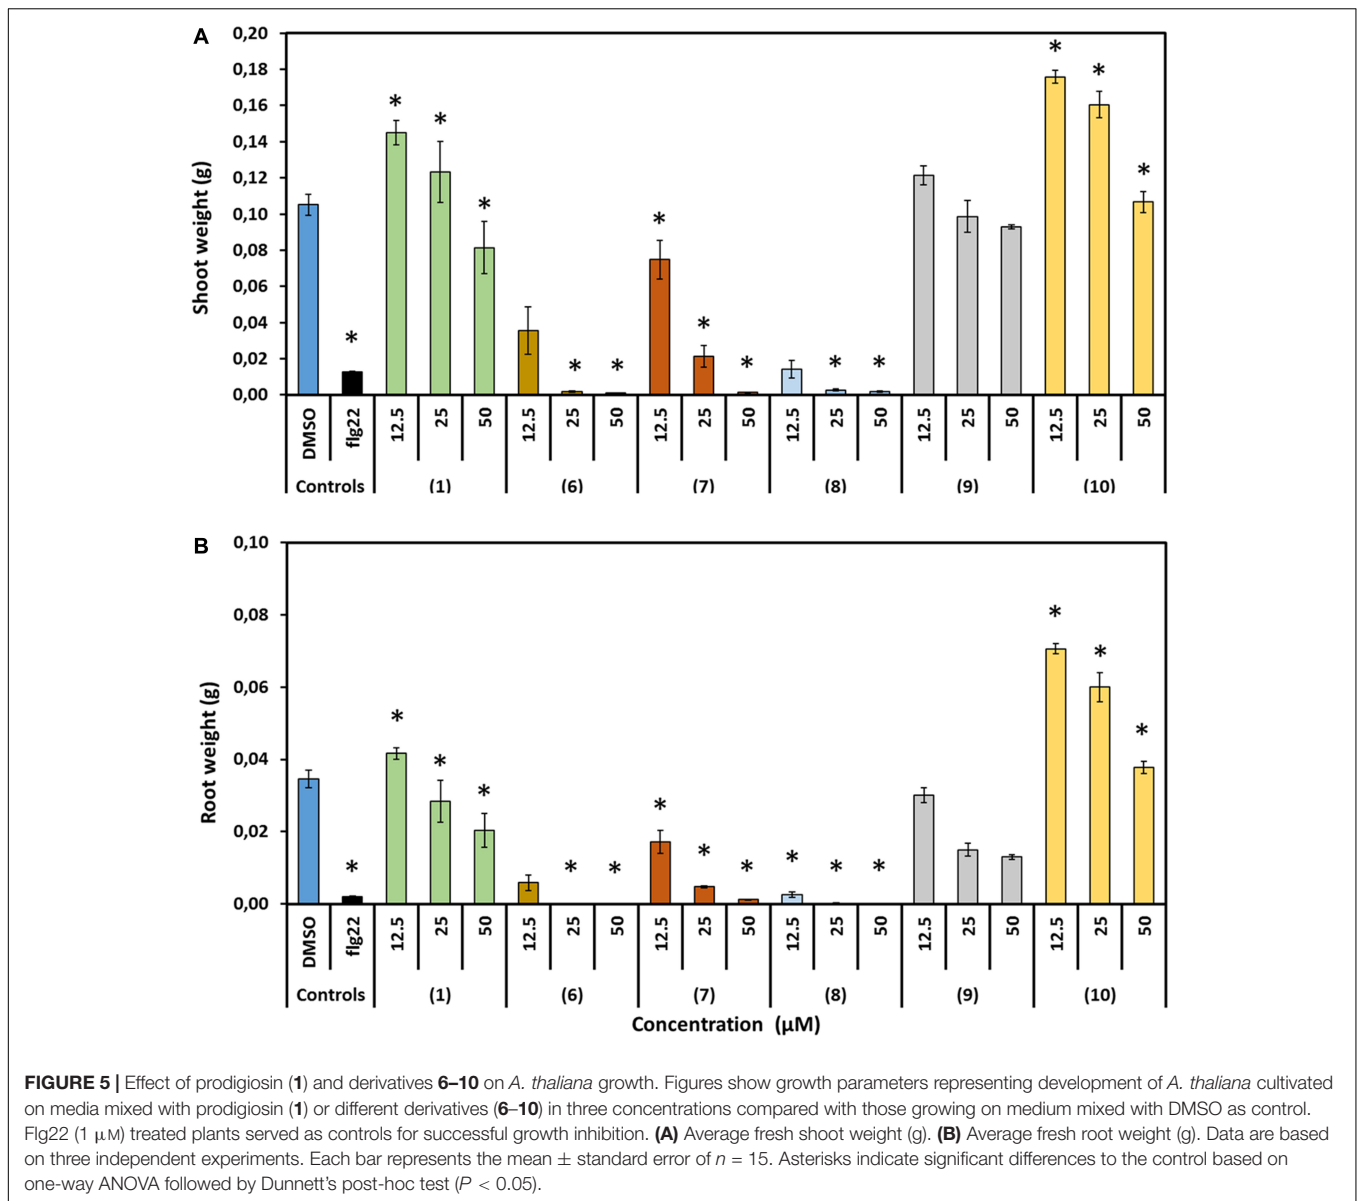 A
0,20
0,18
0,16
0,14
0,12
0,10
0,08
0,06
0,04
0,02
0,00
Shoot weight (g)
* * * * * * * * * * * * *
DMSO flg22 12.5 25 50 12.5 25 50 12.5 25 50 12.5 25 50 12.5 25 50 12.5 25 50
Controls (1) (6) (7) (8) (9) (10)
B
0,10
0,08
0,06
0,04
0,02
0,00
Root weight (g)
* * * * * * * * * * * * * * *
DMSO flg22 12.5 25 50 12.5 25 50 12.5 25 50 12.5 25 50 12.5 25 50 12.5 25 50
Controls (1) (6) (7) (8) (9) (10)
Concentration (µM)
FIGURE 5 | Effect of prodigiosin (1) and derivatives 6–10 on A. thaliana growth. Figures show growth parameters representing development of A. thaliana cultivated
on media mixed with prodigiosin (1) or different derivatives (6–10) in three concentrations compared with those growing on medium mixed with DMSO as control.
Flg22 (1 µM) treated plants served as controls for successful growth inhibition. (A) Average fresh shoot weight (g). (B) Average fresh root weight (g). Data are based
on three independent experiments. Each bar represents the mean ± standard error of n = 15. Asterisks indicate significant differences to the control based on
one-way ANOVA followed by Dunnett's post-hoc test (P < 0.05).